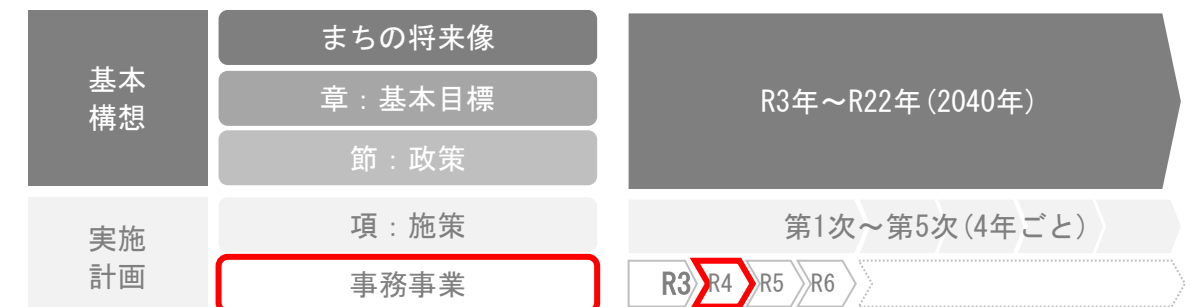 基本
構想
まちの将来像
章：基本目標
節：政策
R3年～R22年(2040年)
実施
計画
項：施策
事務事業
第1次～第5次(4年ごと)
R3 R4 R5 R6